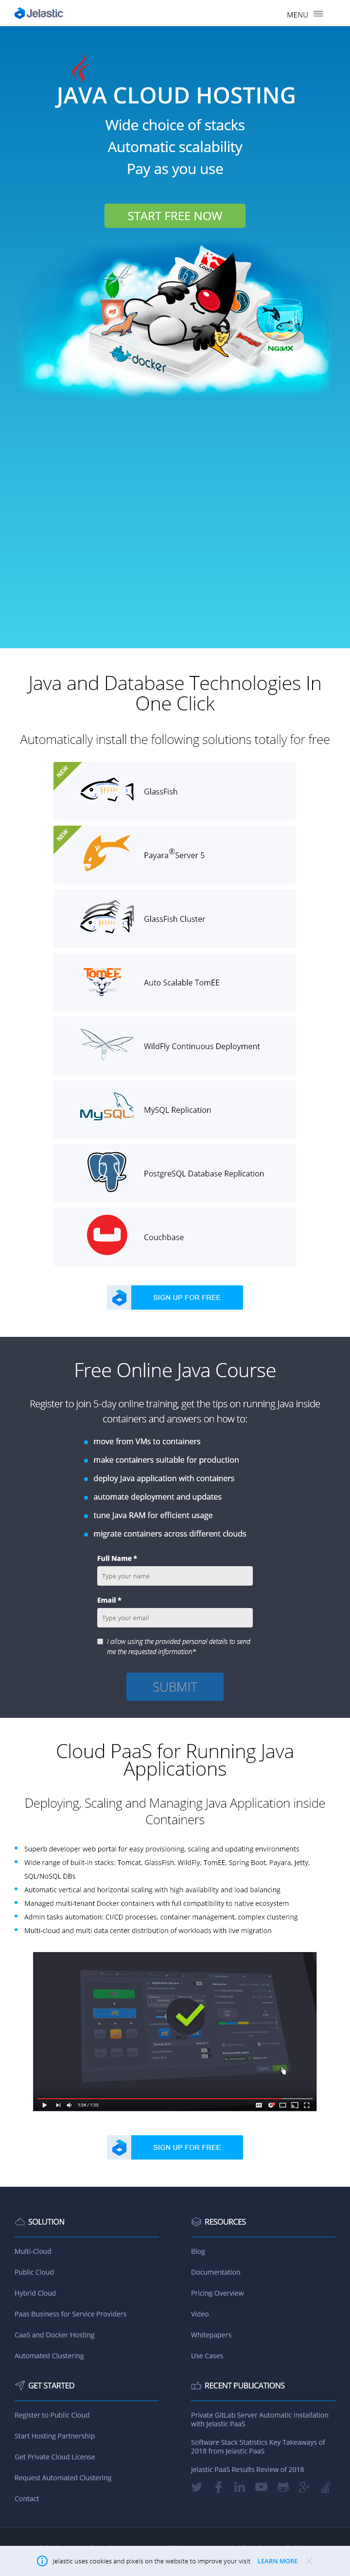 Jelastic
MENU
JAVA CLOUD HOSTING
Wide choice of stacks
Automatic scalability
Pay as you use
START FREE NOW
docker
NGINX
Java and Database Technologies In
One Click
Automatically install the following solutions totally for free
NEW
GlassFish
NEW
Payara® Server 5
GlassFish Cluster
TomEE
Auto Scalable TomEE
WildFly Continuous Deployment
MySQL
MySQL Replication
PostgreSQL Database Replication
Couchbase
SIGN UP FOR FREE
Free Online Java Course
Register to join 5-day online training, get the tips on running Java inside
containers and answers on how to:
move from VMs to containers
make containers suitable for production
deploy Java application with containers
automate deployment and updates
tune Java RAM for efficient usage
migrate containers across different clouds
Full Name *
Type your name
Email *
Type your email
I allow using the provided personal details to send
me the requested information*
SUBMIT
Cloud PaaS for Running Java
Applications
Deploying, Scaling and Managing Java Application inside
Containers
Superb developer web portal for easy provisioning, scaling and updating environments
Wide range of built-in stacks: Tomcat, GlassFish, WildFly, TomEE, Spring Boot, Payara, Jetty,
SQL/NoSQL DBs
Automatic vertical and horizontal scaling with high availability and load balancing
Managed multi-tenant Docker containers with full compatibility to native ecosystem
Admin tasks automation: CI/CD processes, container management, complex clustering
Multi-cloud and multi data center distribution of workloads with live migration
1:04 / 1:05
SIGN UP FOR FREE
SOLUTION
Multi-Cloud
Public Cloud
Hybrid Cloud
Paas Business for Service Providers
CaaS and Docker Hosting
Automated Clustering
RESOURCES
Blog
Documentation
Pricing Overview
Video
Whitepapers
Use Cases
GET STARTED
Register to Public Cloud
Start Hosting Partnership
Get Private Cloud License
Request Automated Clustering
Contact
RECENT PUBLICATIONS
Private GitLab Server Automatic Installation
with Jelastic PaaS
Software Stack Statistics Key Takeaways of
2018 from Jelastic PaaS
Jelastic PaaS Results Review of 2018
Jelastic uses cookies and pixels on the website to improve your visit LEARN MORE